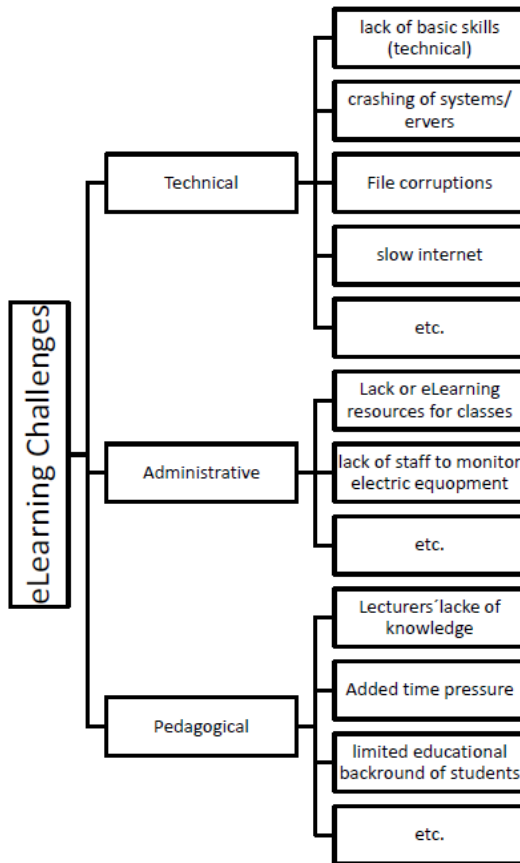 eLearning Challenges
Technical
lack of basic skills
(technical)
crashing of systems/
ervers
File corruptions
slow internet
etc.
Administrative
Lack or eLearning
resources for classes
lack of staff to monitor
electric equopment
etc.
Pedagogical
Lecturers´lacke of
knowledge
Added time pressure
limited educational
backround of students
etc.